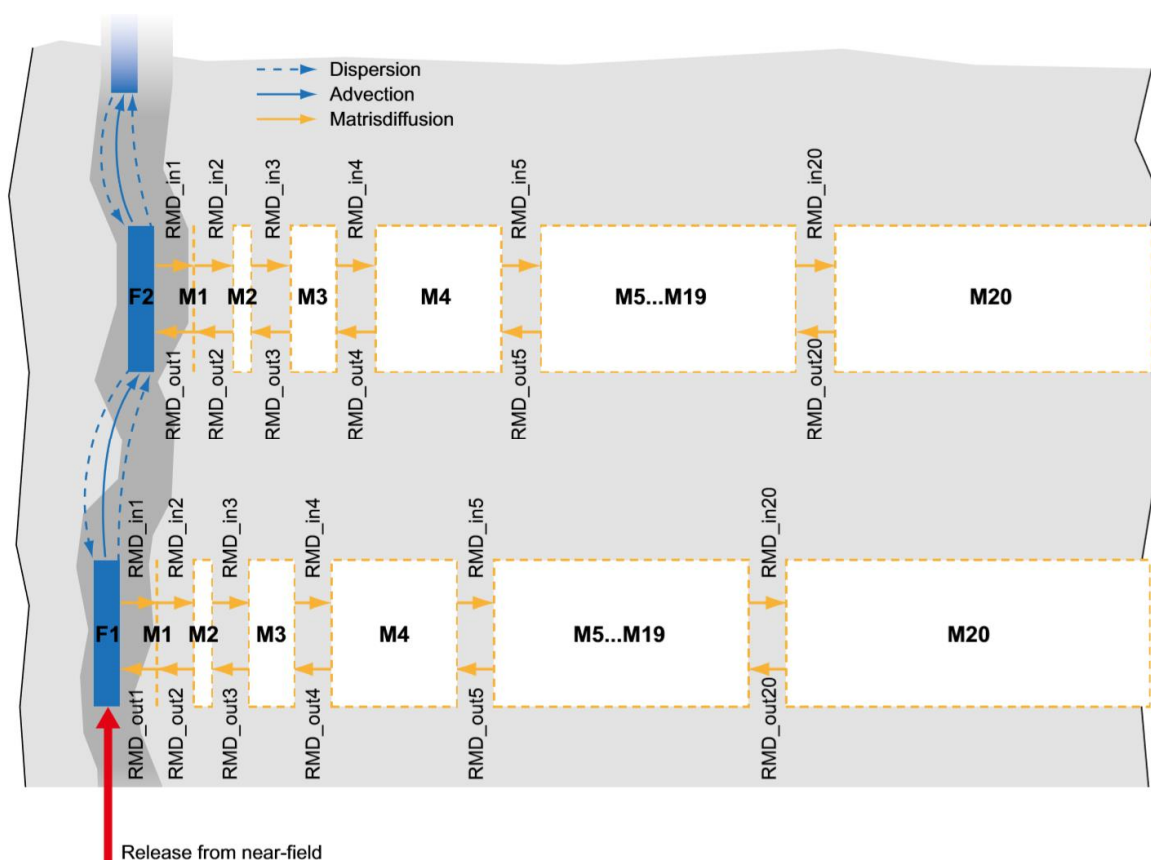 Dispersion
Advection
Matrisdiffusion
RMD_in1
RMD_in2
RMD_in3
RMD_in4
RMD_in5
RMD_in20
F2
M1
M2
M3
M4
M5...M19
M20
RMD_out1
RMD_out2
RMD_out3
RMD_out4
RMD_out5
RMD_out20
RMD_in1
RMD_in2
RMD_in3
RMD_in4
RMD_in5
RMD_in20
F1
M1
M2
M3
M4
M5...M19
M20
RMD_out1
RMD_out2
RMD_out3
RMD_out4
RMD_out5
RMD_out20
Release from near-field